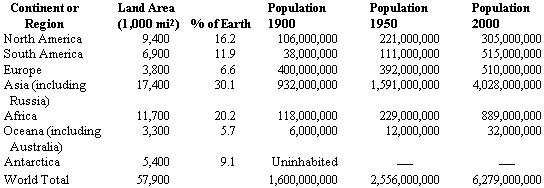 Continent or Land Area Population Population Population
Region (1,000 mi²) % of Earth 1900 1950 2000
North America 9,400 16.2 106,000,000 221,000,000 305,000,000
South America 6,900 11.9 38,000,000 111,000,000 515,000,000
Europe 3,800 6.6 400,000,000 392,000,000 510,000,000
Asia (including 17,400 30.1 932,000,000 1,591,000,000 4,028,000,000
Russia)
Africa 11,700 20.2 118,000,000 229,000,000 889,000,000
Oceana (including 3,300 5.7 6,000,000 12,000,000 32,000,000
Australia)
Antarctica 5,400 9.1 Uninhabited — —
World Total 57,900 1,600,000,000 2,556,000,000 6,279,000,000